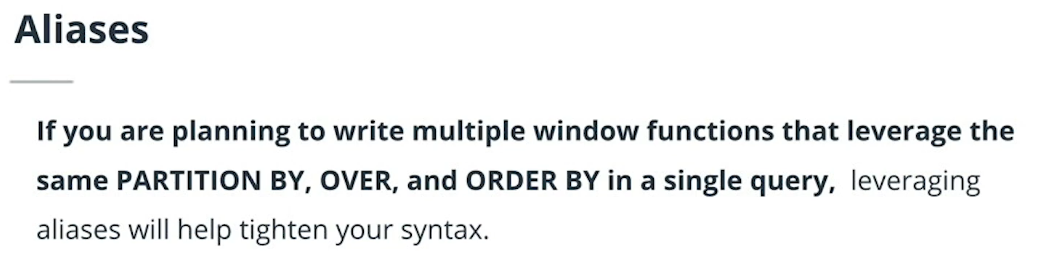 Aliases
If you are planning to write multiple window functions that leverage the
same PARTITION BY, OVER, and ORDER BY in a single query, leveraging
aliases will help tighten your syntax.